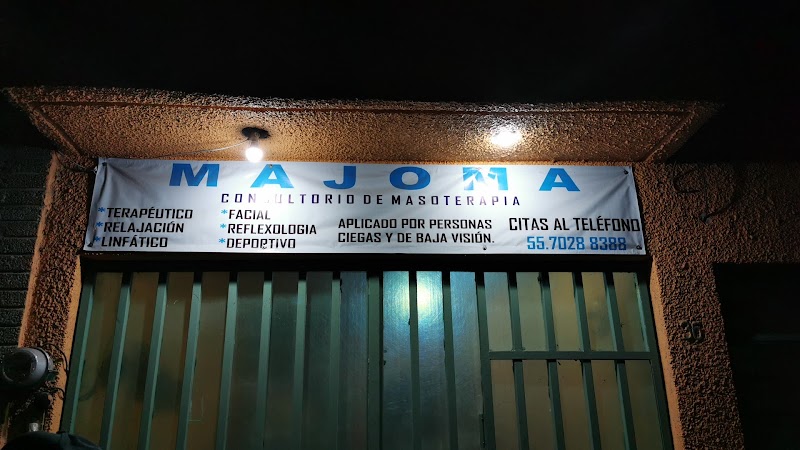 MAJOMA
CONSULTORIO DE MASOTERAPIA
*TERAPÉUTICO
*RELAJACIÓN
*LINFÁTICO
*FACIAL
*REFLEXOLOGIA
*DEPORTIVO
APLICADO POR PERSONAS
CIEGAS Y DE BAJA VISIÓN.
CITAS AL TELÉFONO
55.7028 8388